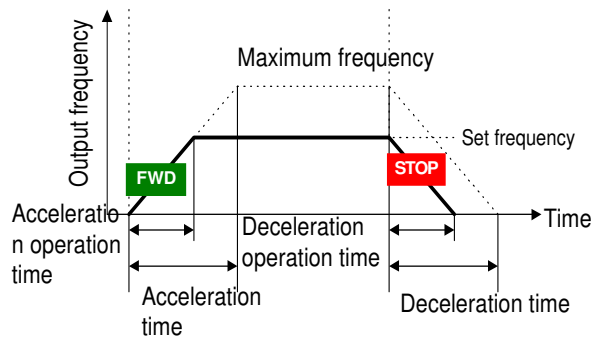 Output frequency
Maximum frequency
Set frequency
FWD
STOP
Time
Acceleratio
n operation
time
Deceleration
operation time
Acceleration
time
Deceleration time